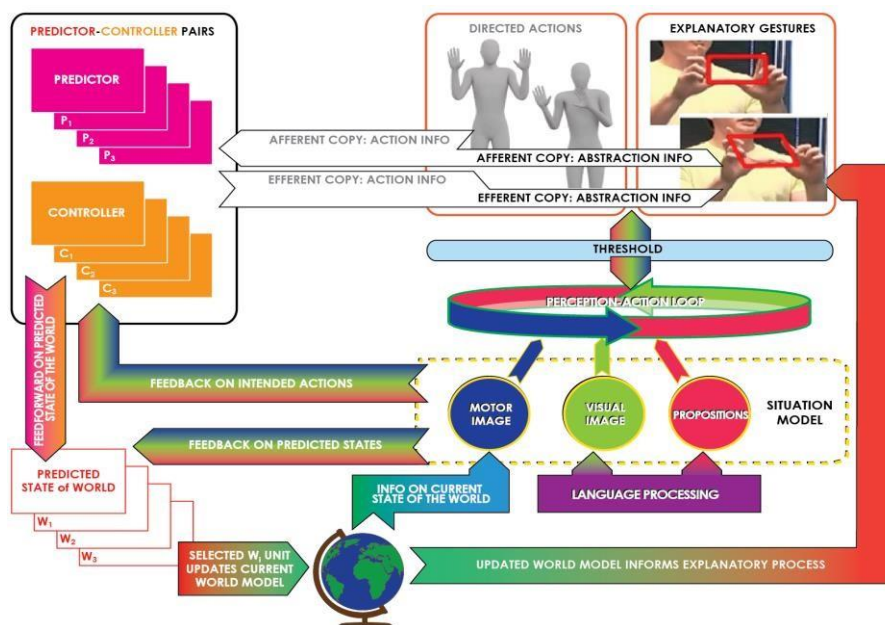 PREDICTOR-CONTROLLER PAIRS
PREDICTOR
P1
P2
P3
CONTROLLER
C1
C2
C3
DIRECTED ACTIONS
EXPLANATORY GESTURES
AFFERENT COPY: ACTION INFO
AFFERENT COPY: ABSTRACTION INFO
EFFERENT COPY: ACTION INFO
EFFERENT COPY: ABSTRACTION INFO
THRESHOLD
PERCEPTION-ACTION LOOP
FEEDFORWARD ON PREDICTED
STATE OF THE WORLD
FEEDBACK ON INTENDED ACTIONS
MOTOR
IMAGE
VISUAL
IMAGE
PROPOSITIONS
SITUATION
MODEL
FEEDBACK ON PREDICTED STATES
PREDICTED
STATE of WORLD
W1
W2
W3
INFO ON CURRENT
STATE OF THE WORLD
LANGUAGE PROCESSING
SELECTED Wi UNIT
UPDATES CURRENT
WORLD MODEL
UPDATED WORLD MODEL INFORMS EXPLANATORY PROCESS